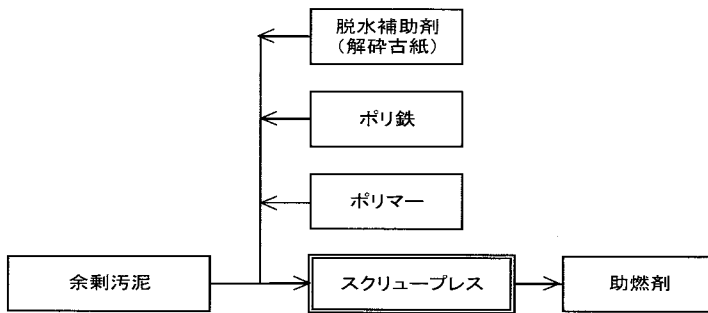 脱水補助剤
(解砕古紙)
ポリ鉄
ポリマー
余剰汚泥
スクリュープレス
助燃剤